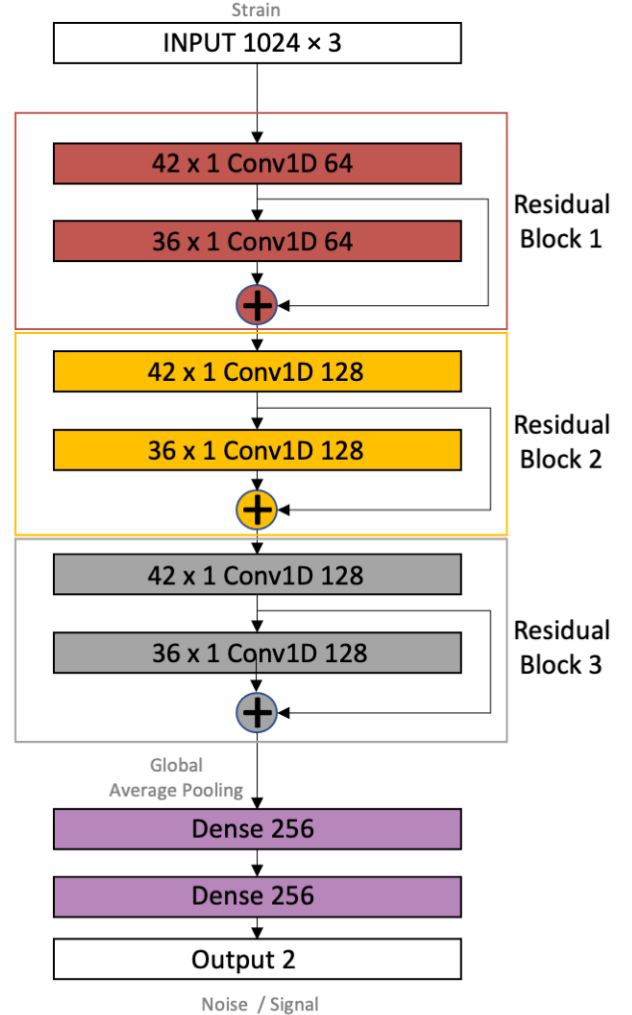 Strain
INPUT 1024 × 3
42 x 1 Conv1D 64
36 x 1 Conv1D 64
Residual
Block 1
42 x 1 Conv1D 128
36 x 1 Conv1D 128
Residual
Block 2
42 x 1 Conv1D 128
36 x 1 Conv1D 128
Residual
Block 3
Global
Average Pooling
Dense 256
Dense 256
Output 2
Noise / Signal